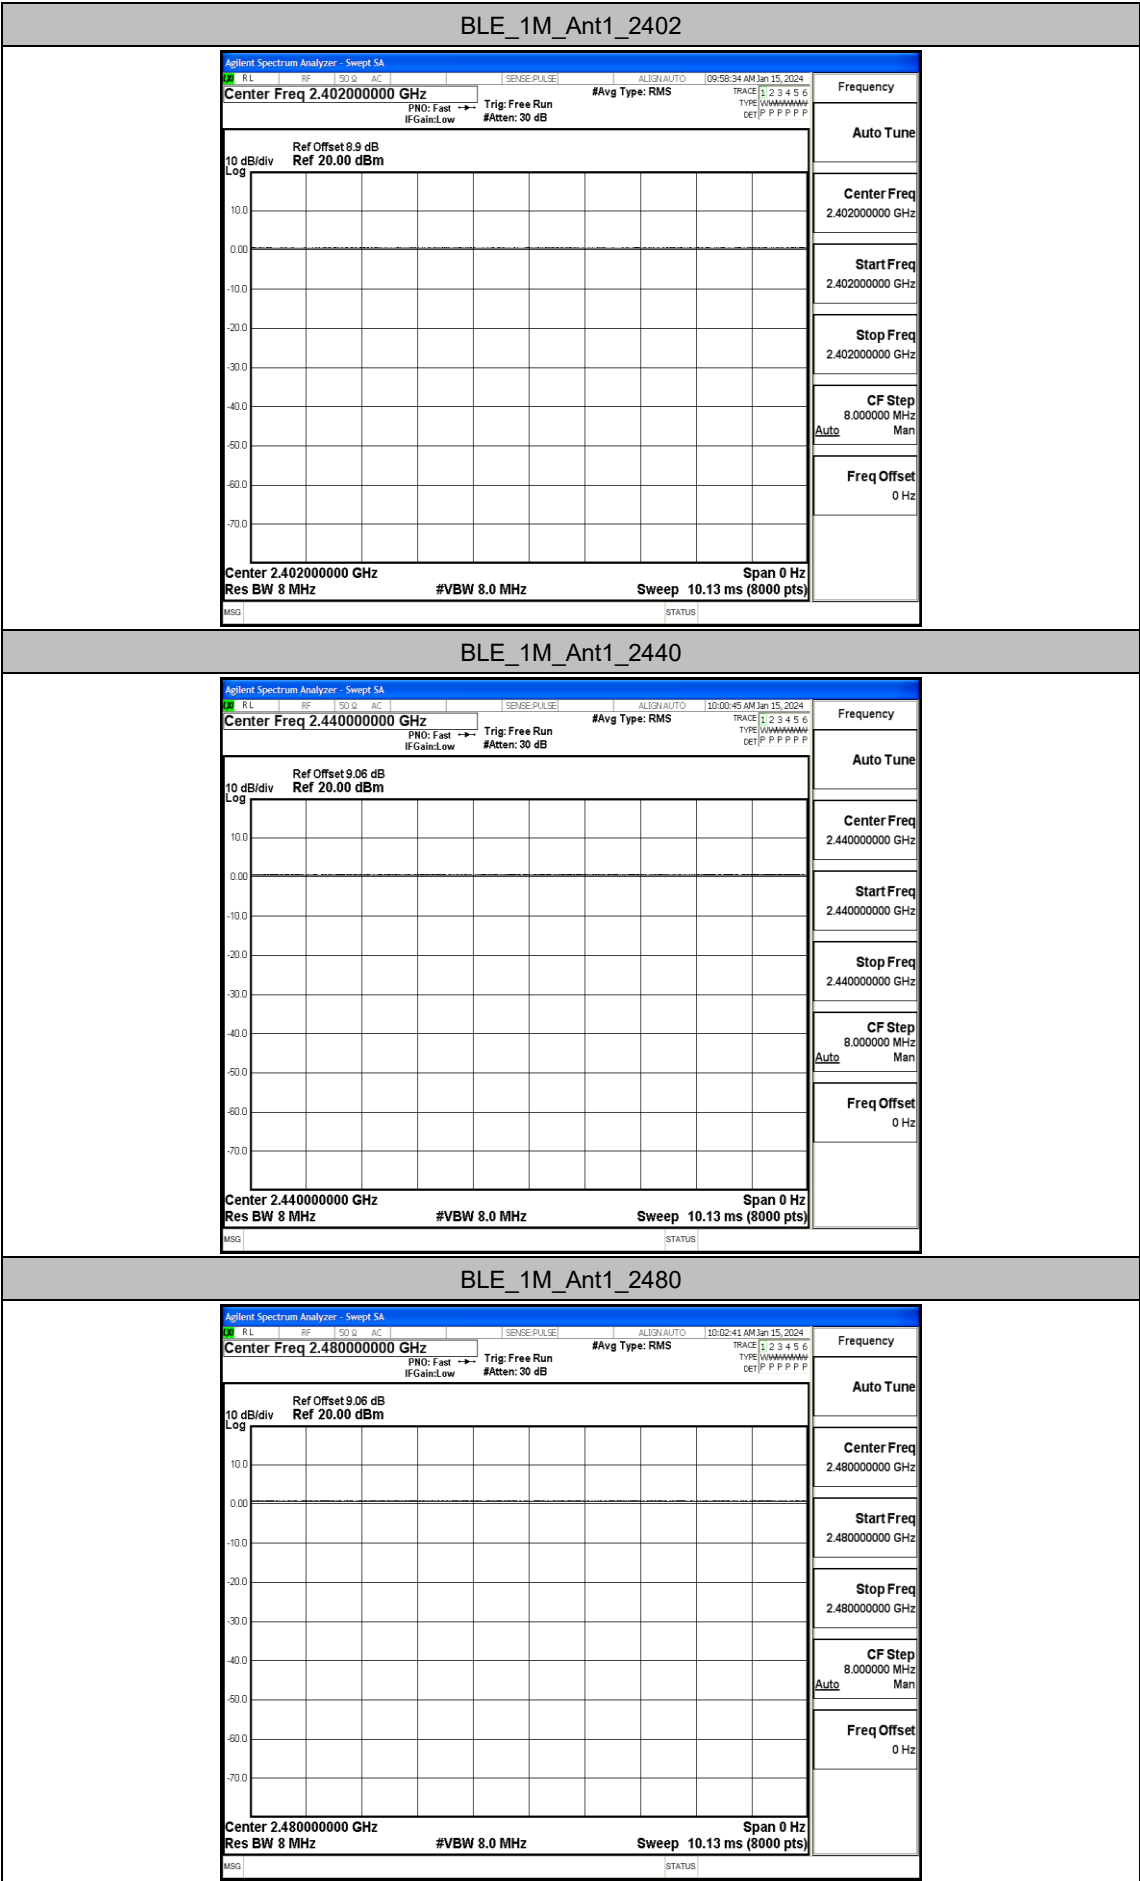 BLE_1M_Ant1_2402
Agilent Spectrum Analyzer - Swept SA
LXI RL RF 50 Ω AC SENSE:PULSE ALIGNAUTO 09:58:34 AM Jan 15, 2024
Center Freq 2.402000000 GHz #Avg Type: RMS TRACE 1 2 3 4 5 6
PNO: Fast Trig: Free Run TYPE WWWWWW
IFGain:Low #Atten: 30 dB DET P P P P P P
Ref Offset 8.9 dB
10 dB/div Ref 20.00 dBm
Log
10.0
0.00
-10.0
-20.0
-30.0
-40.0
-50.0
-60.0
-70.0
Center 2.402000000 GHz Span 0 Hz
Res BW 8 MHz #VBW 8.0 MHz Sweep 10.13 ms (8000 pts)
MSG STATUS
Frequency
Auto Tune
Center Freq
2.402000000 GHz
Start Freq
2.402000000 GHz
Stop Freq
2.402000000 GHz
CF Step
8.000000 MHz
Auto Man
Freq Offset
0 Hz
BLE_1M_Ant1_2440
Agilent Spectrum Analyzer - Swept SA
LXI RL RF 50 Ω AC SENSE:PULSE ALIGNAUTO 10:00:45 AM Jan 15, 2024
Center Freq 2.440000000 GHz #Avg Type: RMS TRACE 1 2 3 4 5 6
PNO: Fast Trig: Free Run TYPE WWWWWW
IFGain:Low #Atten: 30 dB DET P P P P P P
Ref Offset 9.06 dB
10 dB/div Ref 20.00 dBm
Log
10.0
0.00
-10.0
-20.0
-30.0
-40.0
-50.0
-60.0
-70.0
Center 2.440000000 GHz Span 0 Hz
Res BW 8 MHz #VBW 8.0 MHz Sweep 10.13 ms (8000 pts)
MSG STATUS
Frequency
Auto Tune
Center Freq
2.440000000 GHz
Start Freq
2.440000000 GHz
Stop Freq
2.440000000 GHz
CF Step
8.000000 MHz
Auto Man
Freq Offset
0 Hz
BLE_1M_Ant1_2480
Agilent Spectrum Analyzer - Swept SA
LXI RL RF 50 Ω AC SENSE:PULSE ALIGNAUTO 10:02:41 AM Jan 15, 2024
Center Freq 2.480000000 GHz #Avg Type: RMS TRACE 1 2 3 4 5 6
PNO: Fast Trig: Free Run TYPE WWWWWW
IFGain:Low #Atten: 30 dB DET P P P P P P
Ref Offset 9.06 dB
10 dB/div Ref 20.00 dBm
Log
10.0
0.00
-10.0
-20.0
-30.0
-40.0
-50.0
-60.0
-70.0
Center 2.480000000 GHz Span 0 Hz
Res BW 8 MHz #VBW 8.0 MHz Sweep 10.13 ms (8000 pts)
MSG STATUS
Frequency
Auto Tune
Center Freq
2.480000000 GHz
Start Freq
2.480000000 GHz
Stop Freq
2.480000000 GHz
CF Step
8.000000 MHz
Auto Man
Freq Offset
0 Hz